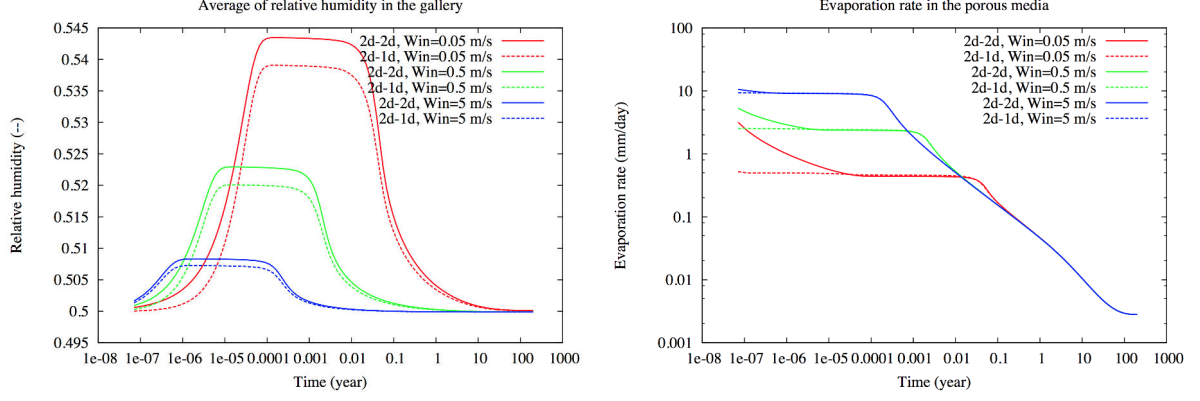 Average of relative humidity in the gallery
0.545
0.54
0.535
0.53
0.525
0.52
0.515
0.51
0.505
0.5
0.495
Relative humidity (--)
2d-2d, Win=0.05 m/s
2d-1d, Win=0.05 m/s
2d-2d, Win=0.5 m/s
2d-1d, Win=0.5 m/s
2d-2d, Win=5 m/s
2d-1d, Win=5 m/s
1e-08 1e-07 1e-06 1e-05 0.0001 0.001 0.01 0.1 1 10 100 1000
Time (year)
Evaporation rate in the porous media
100
10
1
0.1
0.01
0.001
Evaporation rate (mm/day)
2d-2d, Win=0.05 m/s
2d-1d, Win=0.05 m/s
2d-2d, Win=0.5 m/s
2d-1d, Win=0.5 m/s
2d-2d, Win=5 m/s
2d-1d, Win=5 m/s
1e-08 1e-07 1e-06 1e-05 0.0001 0.001 0.01 0.1 1 10 100 1000
Time (year)